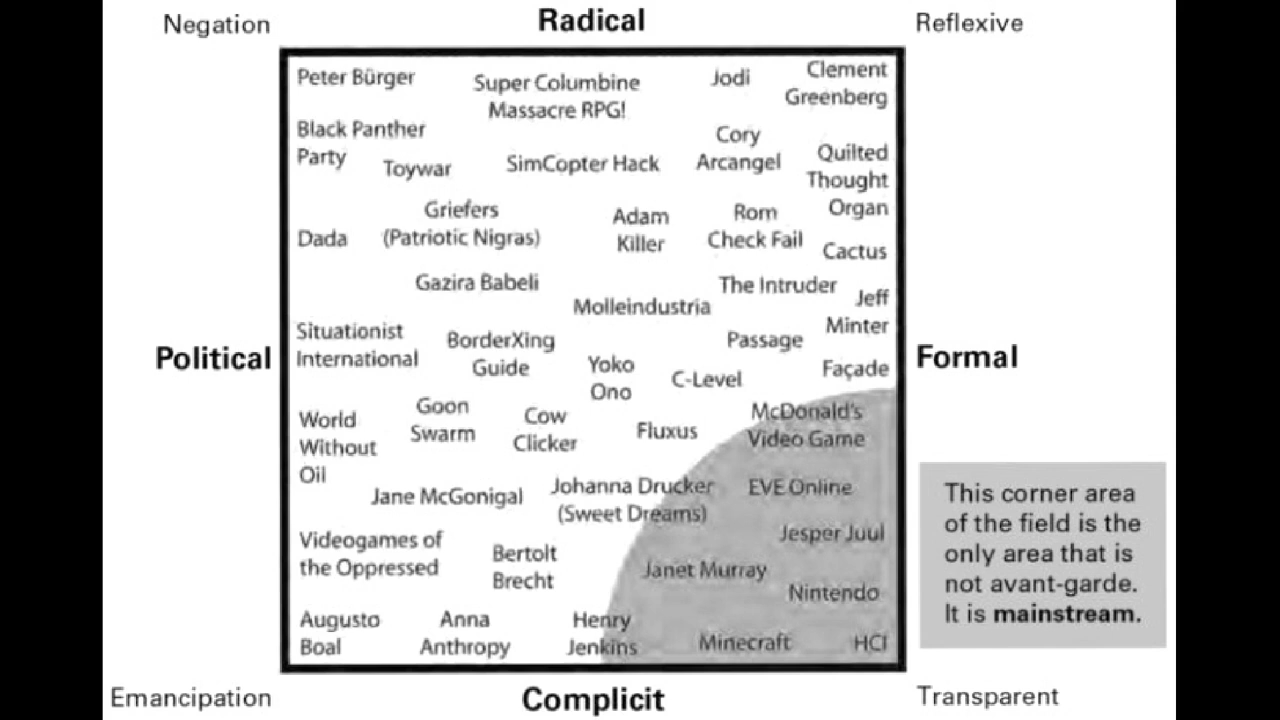 Negation
Radical
Reflexive
Peter Bürger
Super Columbine
Massacre RPG!
Jodi
Clement
Greenberg
Black Panther
Party
Toywar
SimCopter Hack
Cory
Arcangel
Quilted
Thought
Organ
Dada
Griefers
(Patriotic Nigras)
Adam
Killer
Rom
Check Fail
Cactus
Gazira Babeli
Molleindustria
The Intruder
Jeff
Minter
Political
Situationist
International
BorderXing
Guide
Yoko
Ono
C-Level
Passage
Façade
Formal
World
Without
Oil
Goon
Swarm
Cow
Clicker
Fluxus
McDonald's
Video Game
Jane McGonigal
Johanna Drucker
(Sweet Dreams)
EVE Online
Jesper Juul
Videogames of
the Oppressed
Bertolt
Brecht
Janet Murray
Nintendo
Augusto
Boal
Anna
Anthropy
Henry
Jenkins
Minecraft
HCI
This corner area
of the field is the
only area that is
not avant-garde.
It is mainstream.
Emancipation
Complicit
Transparent